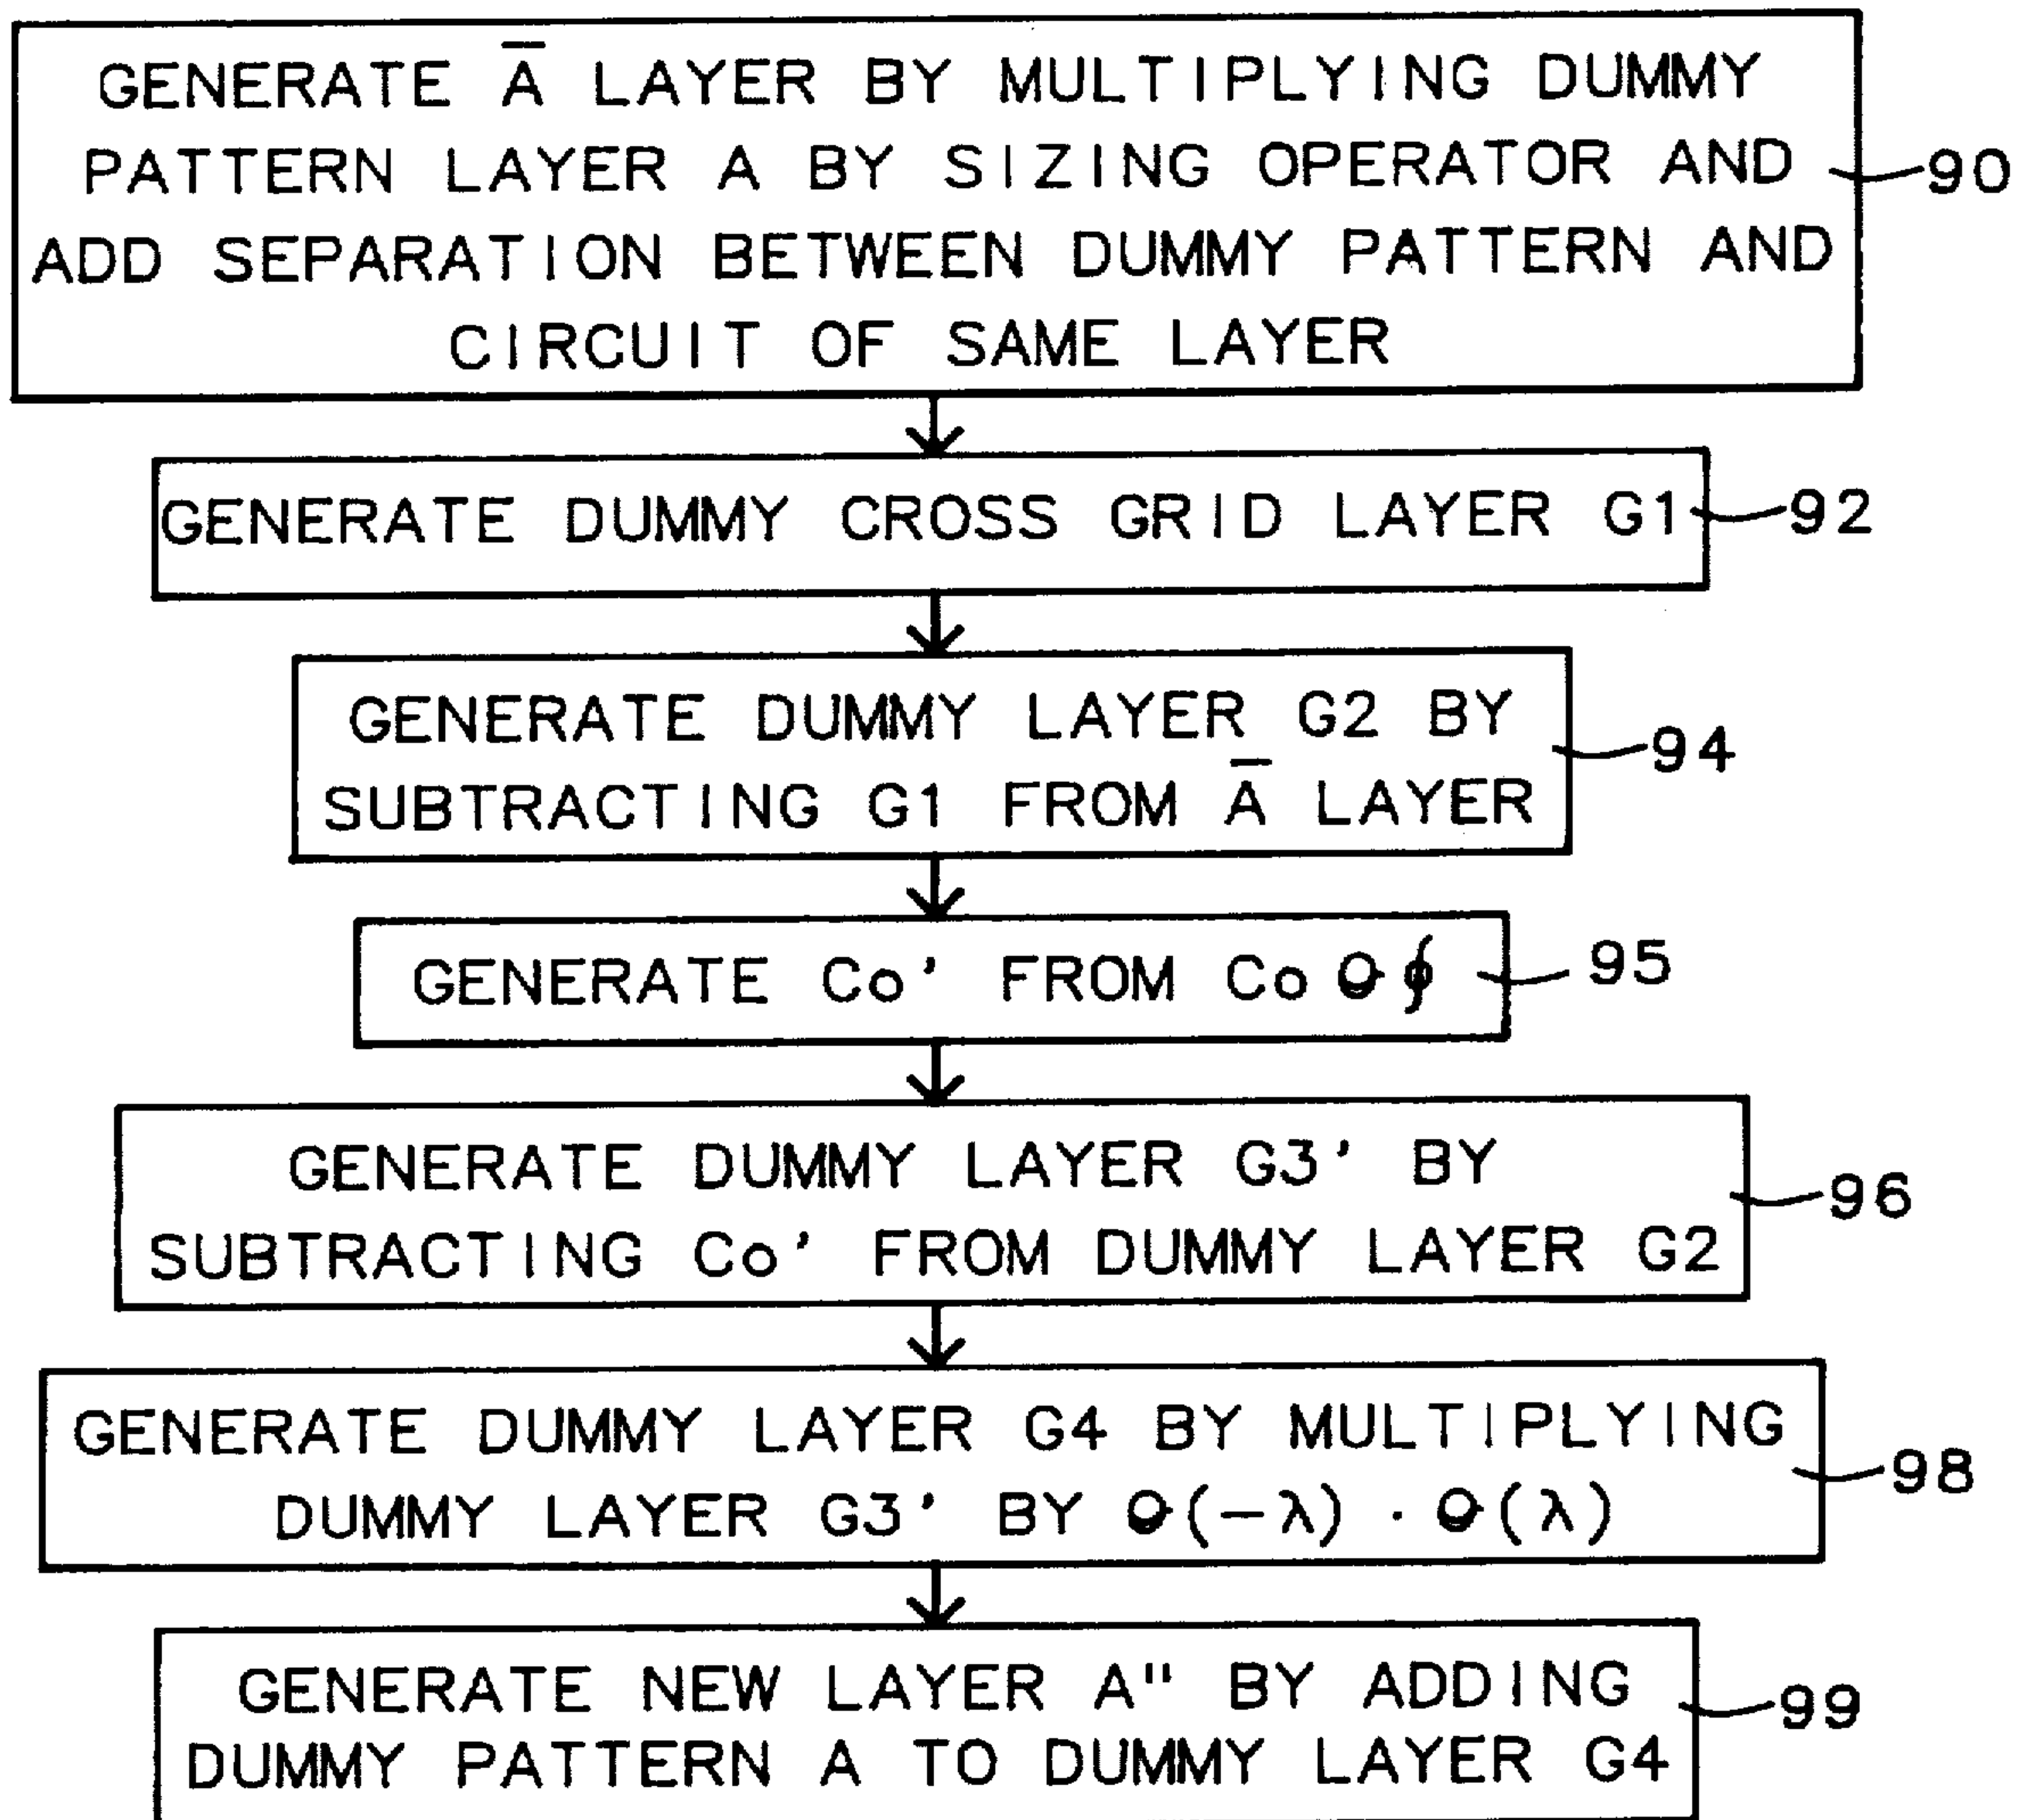 GENERATE A̅ LAYER BY MULTIPLYING DUMMY
PATTERN LAYER A BY SIZING OPERATOR AND
ADD SEPARATION BETWEEN DUMMY PATTERN AND
CIRCUIT OF SAME LAYER
90
GENERATE DUMMY CROSS GRID LAYER G1
92
GENERATE DUMMY LAYER G2 BY
SUBTRACTING G1 FROM A̅ LAYER
94
GENERATE Co' FROM Co
95
GENERATE DUMMY LAYER G3' BY
SUBTRACTING Co' FROM DUMMY LAYER G2
96
GENERATE DUMMY LAYER G4 BY MULTIPLYING
DUMMY LAYER G3' BY (-λ) · (λ)
98
GENERATE NEW LAYER A" BY ADDING
DUMMY PATTERN A TO DUMMY LAYER G4
99